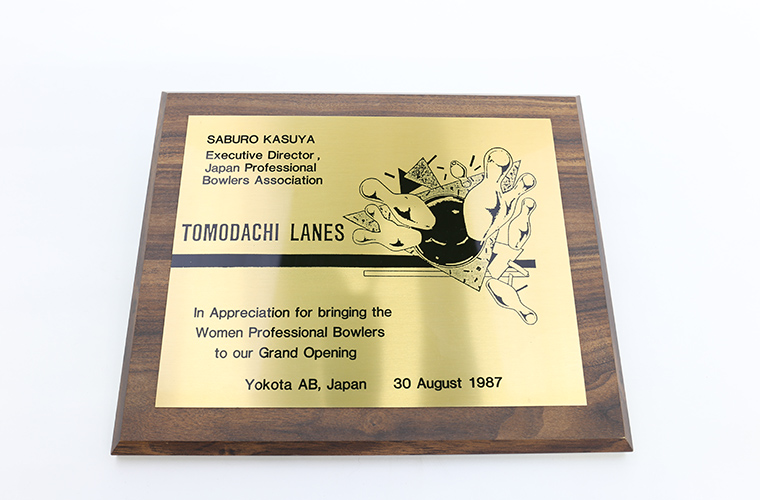 SABURO KASUYA
Executive Director,
Japan Professional
Bowlers Association
TOMODACHI LANES
In Appreciation for bringing the
Women Professional Bowlers
to our Grand Opening
Yokota AB, Japan 30 August 1987